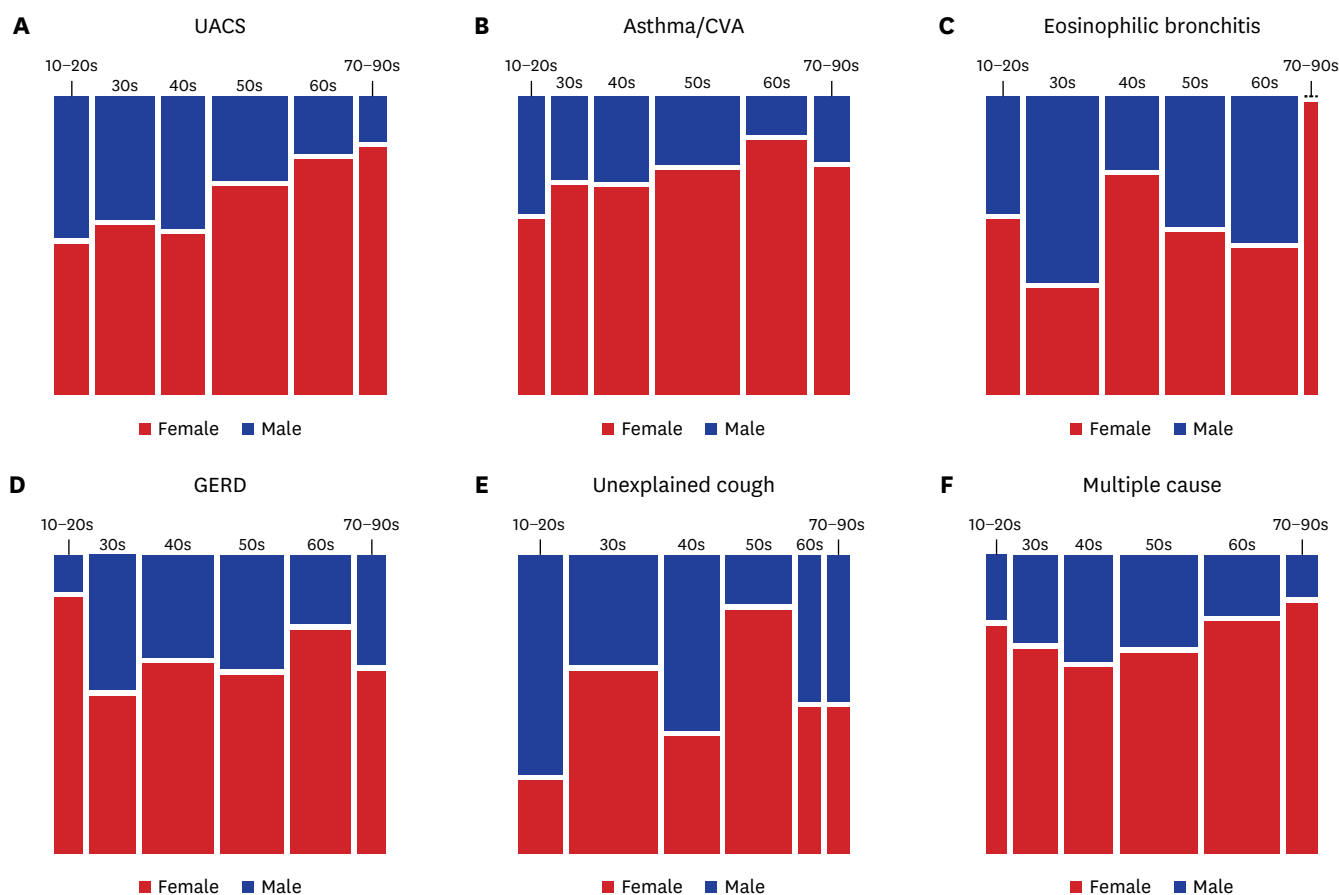 A UACS
10–20s 30s 40s 50s 60s 70–90s
Female Male
B Asthma/CVA
10–20s 30s 40s 50s 60s 70–90s
Female Male
C Eosinophilic bronchitis
10–20s 30s 40s 50s 60s 70–90s
Female Male
D GERD
10–20s 30s 40s 50s 60s 70–90s
Female Male
E Unexplained cough
10–20s 30s 40s 50s 60s 70–90s
Female Male
F Multiple cause
10–20s 30s 40s 50s 60s 70–90s
Female Male